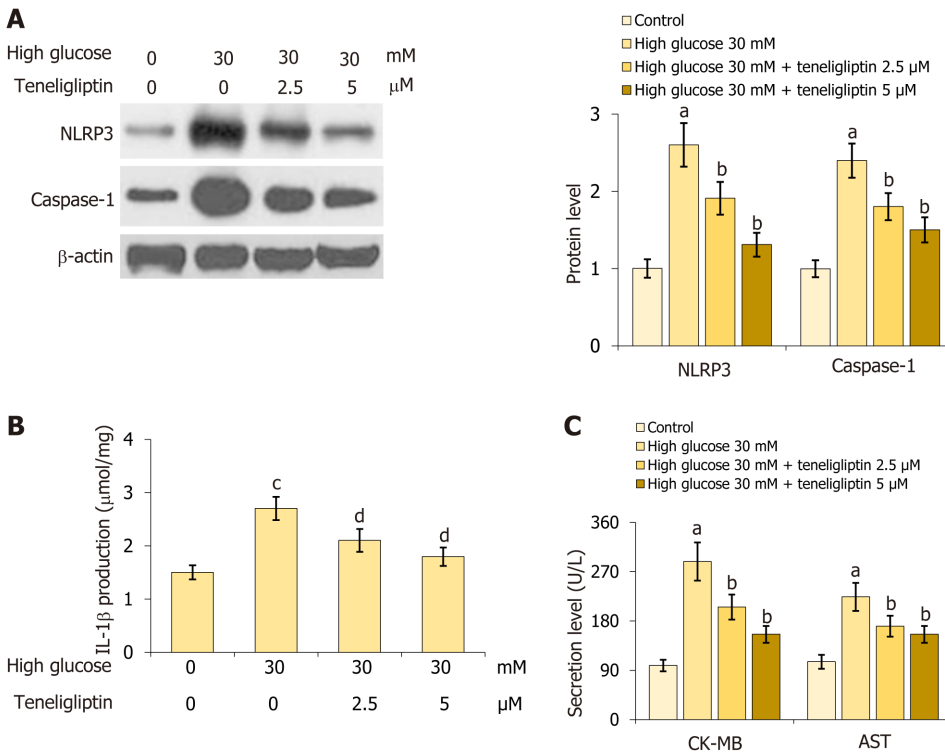 A
High glucose 0 30 30 30 mM
Teneligliptin 0 0 2.5 5 μM
NLRP3
Caspase-1
β-actin
Control
High glucose 30 mM
High glucose 30 mM + teneligliptin 2.5 μM
High glucose 30 mM + teneligliptin 5 μM
Protein level
3
2
1
0
a b b
a b b
NLRP3 Caspase-1
B
IL-1β production (μmol/mg)
4
3
2
1
0
c d d
High glucose 0 30 30 30 mM
Teneligliptin 0 0 2.5 5 μM
C
Control
High glucose 30 mM
High glucose 30 mM + teneligliptin 2.5 μM
High glucose 30 mM + teneligliptin 5 μM
Secretion level (U/L)
360
270
180
90
0
a b b
a b b
CK-MB AST